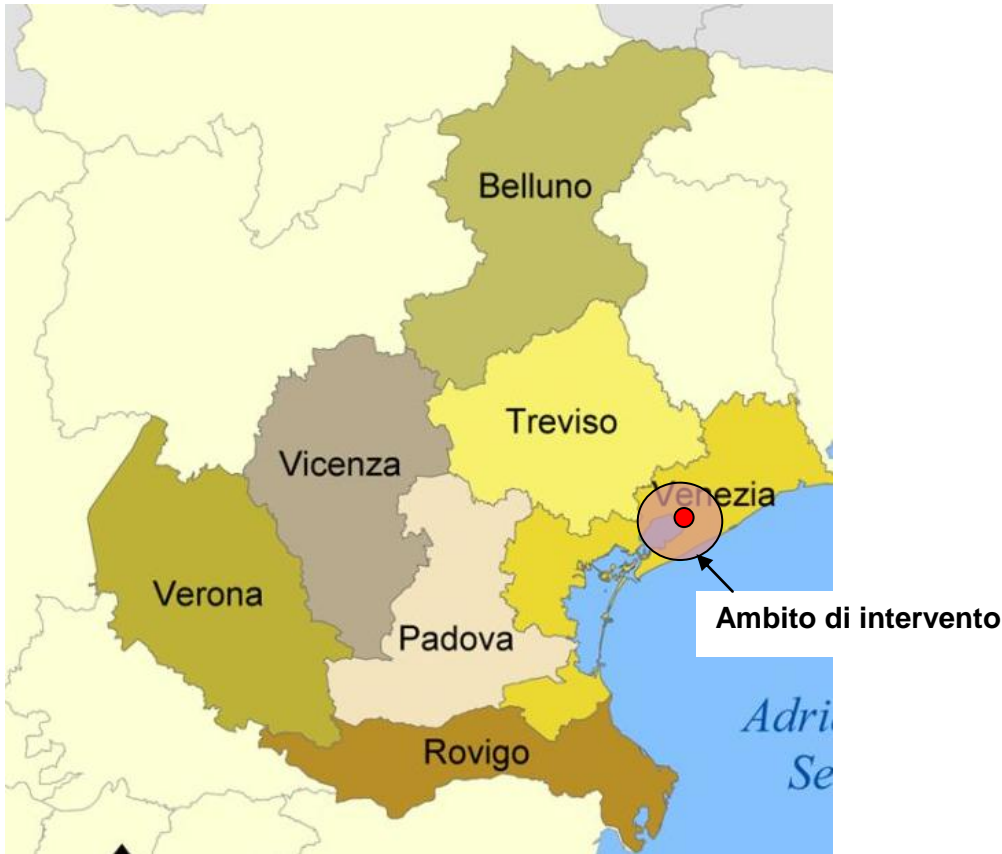 Belluno
Treviso
Vicenza
Venezia
Verona
Ambito di intervento
Padova
Adri
Rovigo
Se